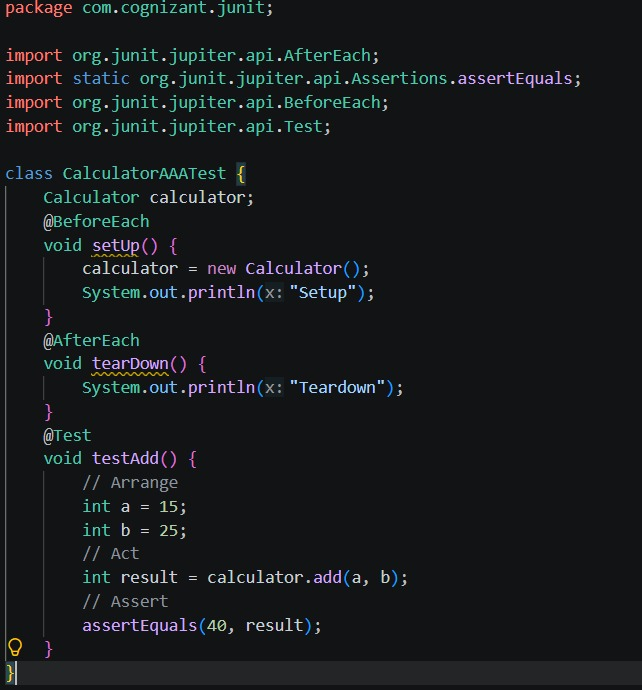 package com.cognizant.junit;

import org.junit.jupiter.api.AfterEach;
import static org.junit.jupiter.api.Assertions.assertEquals;
import org.junit.jupiter.api.BeforeEach;
import org.junit.jupiter.api.Test;

class CalculatorAAATest {
    Calculator calculator;
    @BeforeEach
    void setUp() {
        calculator = new Calculator();
        System.out.println(x: "Setup");
    }
    @AfterEach
    void tearDown() {
        System.out.println(x: "Teardown");
    }
    @Test
    void testAdd() {
        // Arrange
        int a = 15;
        int b = 25;
        // Act
        int result = calculator.add(a, b);
        // Assert
        assertEquals(40, result);
    }
}